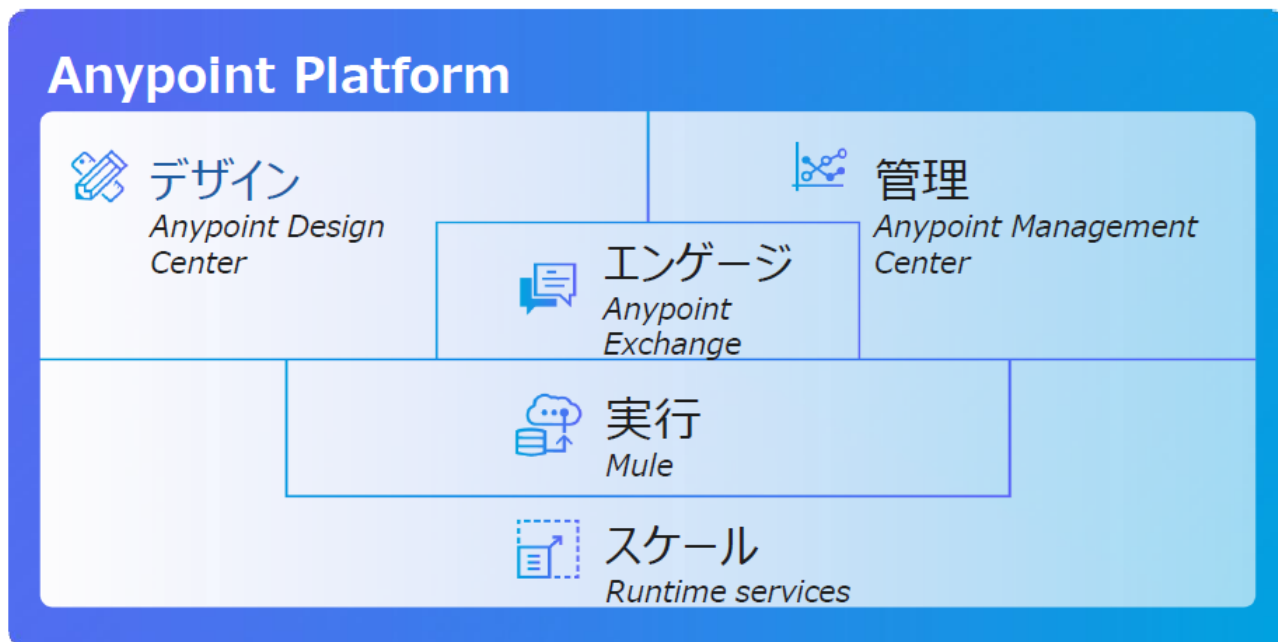 Anypoint Platform
デザイン
Anypoint Design
Center
管理
Anypoint Management
Center
エンゲージ
Anypoint
Exchange
実行
Mule
スケール
Runtime services